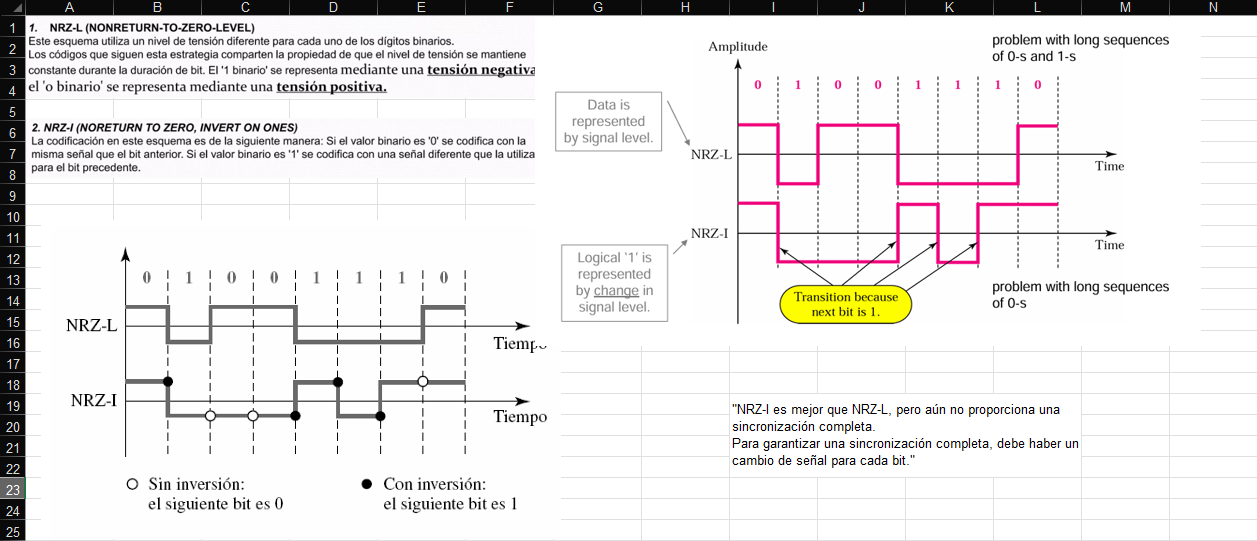 A B C D E F G H I J K L M N
1
2
3
4
5
6
7
8
9
10
11
12
13
14
15
16
17
18
19
20
21
22
23
24
25
1. NRZ-L (NONRETURN-TO-ZERO-LEVEL)
Este esquema utiliza un nivel de tensión diferente para cada uno de los dígitos binarios.
Los códigos que siguen esta estrategia comparten la propiedad de que el nivel de tensión se mantiene
constante durante la duración de bit. El '1 binario' se representa mediante una tensión negativa
el 'o binario' se representa mediante una tensión positiva.
2. NRZ-I (NORETURN TO ZERO, INVERT ON ONES)
La codificación en este esquema es de la siguiente manera: Si el valor binario es '0' se codifica con la
misma señal que el bit anterior. Si el valor binario es '1' se codifica con una señal diferente que la utiliza
para el bit precedente.
0 1 0 0 1 1 1 0
NRZ-L
Tiempo
NRZ-I
Tiempo
Sin inversión:
el siguiente bit es 0
Con inversión:
el siguiente bit es 1
Amplitude
problem with long sequences
of 0-s and 1-s
0 1 0 0 1 1 1 0
Data is
represented
by signal level.
NRZ-L
Time
NRZ-I
Time
Logical '1' is
represented
by change in
signal level.
Transition because
next bit is 1.
problem with long sequences
of 0-s
"NRZ-I es mejor que NRZ-L, pero aún no proporciona una
sincronización completa.
Para garantizar una sincronización completa, debe haber un
cambio de señal para cada bit."